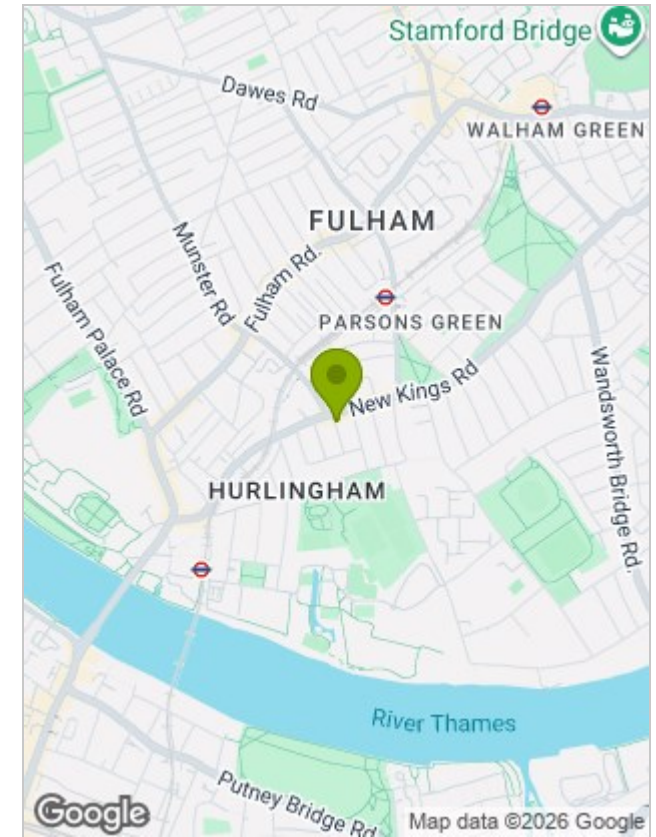 Stamford Bridge
Dawes Rd
WALHAM GREEN
FULHAM
Munster Rd
Fulham Rd.
Fulham Palace Rd
PARSONS GREEN
New Kings Rd
Wandsworth Bridge Rd.
HURLINGHAM
River Thames
Putney Bridge Rd
Google
Map data ©2026 Google